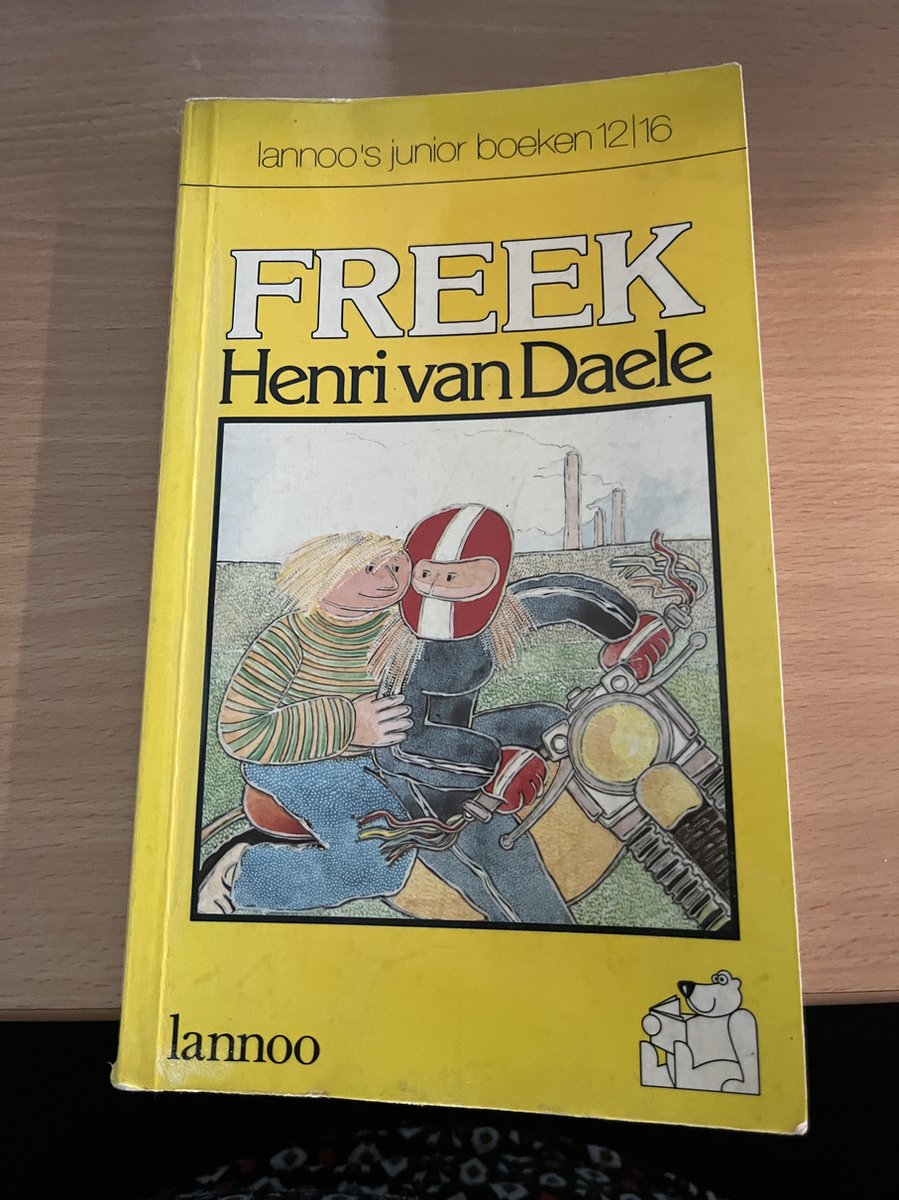 lannoo's junior boeken 12|16
FREEK
Henri van Daele
lannoo